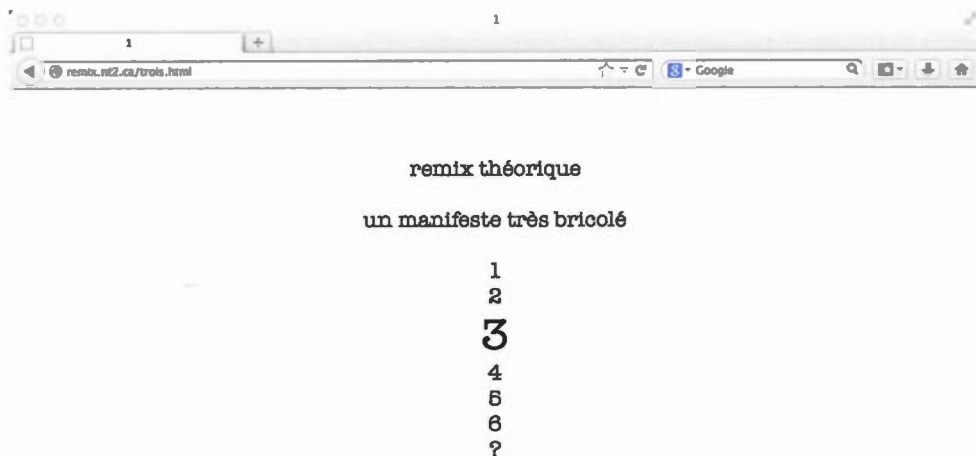 1
1
+
remix.nt2.ca/trois.html
8 Google
remix théorique
un manifeste très bricolé
1
2
3
4
5
6
?